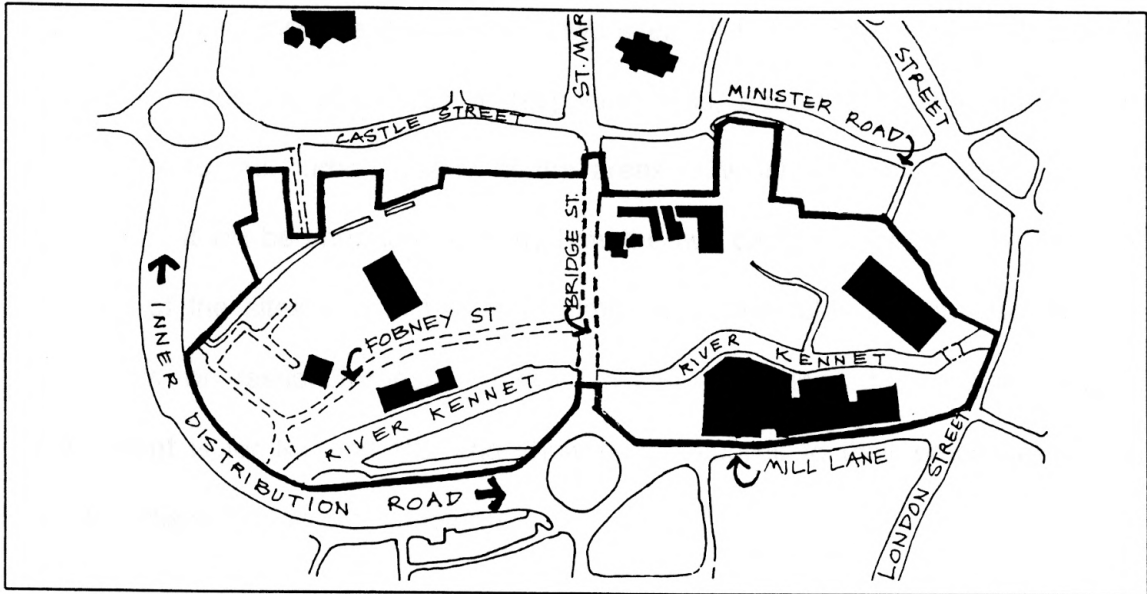 ST. MAR
STREET
MINISTER ROAD
CASTLE STREET
BRIDGE ST.
FOBNEY ST
RIVER KENNET
RIVER KENNET
INNER DISTRIBUTION ROAD
MILL LANE
LONDON STREET